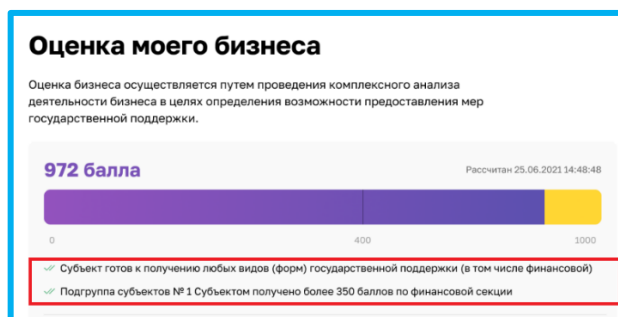 Оценка моего бизнеса
Оценка бизнеса осуществляется путем проведения комплексного анализа
деятельности бизнеса в целях определения возможности предоставления мер
государственной поддержки.
972 балла
Рассчитан 25.06.2021 14:48:48
0 400 1000
Субъект готов к получению любых видов (форм) государственной поддержки (в том числе финансовой)
Подгруппа субъектов № 1 Субъектом получено более 350 баллов по финансовой секции